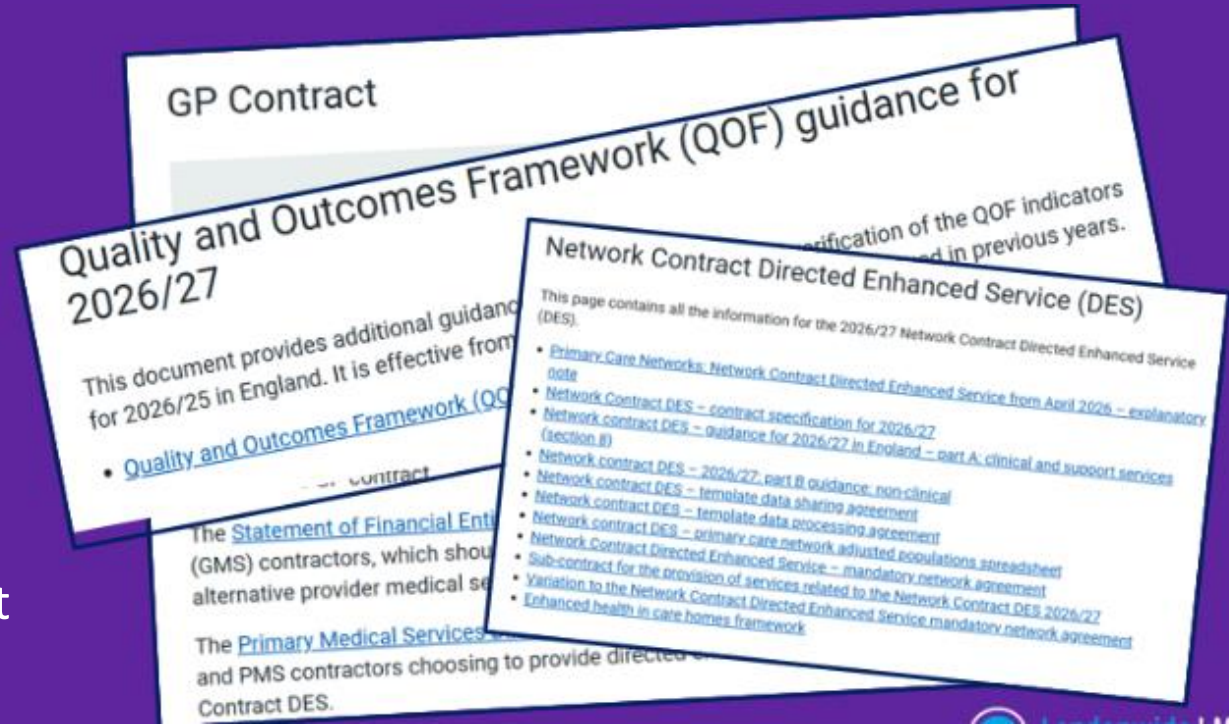 GP Contract
Quality and Outcomes Framework (QOF) guidance for
2026/27
This document provides additional guidanc
rification of the QOF indicators
for 2026/25 in England. It is effective from
d in previous years.
• Quality and Outcomes Framework (QO
contract
The Statement of Financial Enti
(GMS) contractors, which shou
alternative provider medical se
The Primary Medical Services
and PMS contractors choosing to provide directed
Contract DES.
Network Contract Directed Enhanced Service (DES)
This page contains all the information for the 2026/27 Network Contract Directed Enhanced Service
(DES).
• Primary Care Networks: Network Contract Directed Enhanced Service from April 2026 – explanatory
note
• Network Contract DES – contract specification for 2026/27
• Network contract DES – guidance for 2026/27 in England – part A: clinical and support services
(section 8)
• Network contract DES – 2026/27: part B guidance: non-clinical
• Network contract DES – template data sharing agreement
• Network contract DES – template data processing agreement
• Network contract DES – primary care network adjusted populations spreadsheet
• Network Contract Directed Enhanced Service – mandatory network agreement
• Sub-contract for the provision of services related to the Network Contract DES 2026/27
• Variation to the Network Contract Directed Enhanced Service mandatory network agreement
• Enhanced health in care homes framework
t